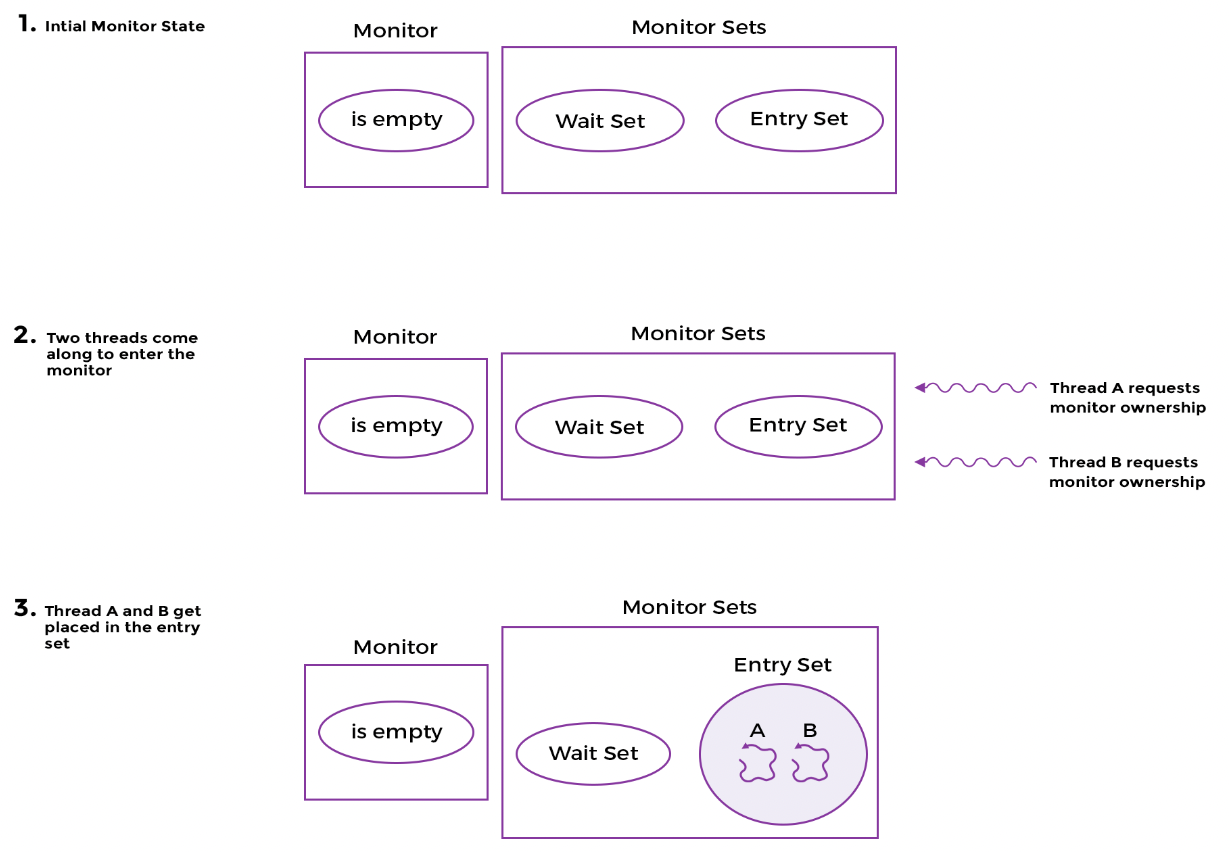 1. Intial Monitor State
Monitor
Monitor Sets
is empty
Wait Set
Entry Set
2. Two threads come
along to enter the
monitor
Monitor
Monitor Sets
is empty
Wait Set
Entry Set
Thread A requests
monitor ownership
Thread B requests
monitor ownership
3. Thread A and B get
placed in the entry
set
Monitor
Monitor Sets
is empty
Wait Set
Entry Set
A
B